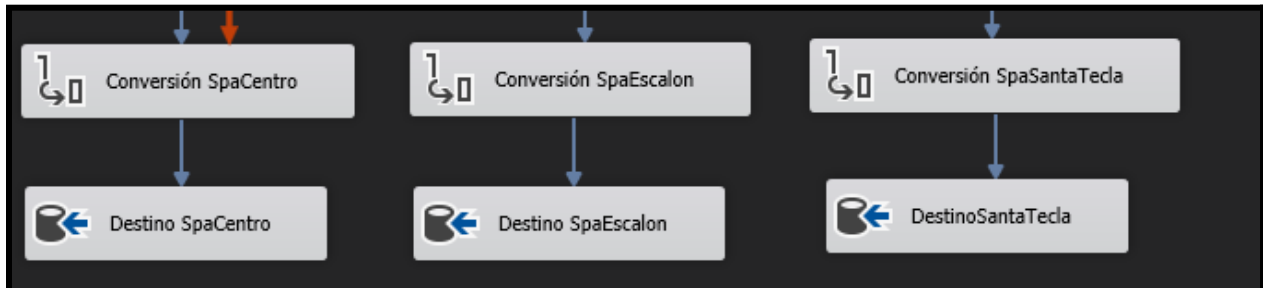 Conversión SpaCentro
Conversión SpaEscalon
Conversión SpaSantaTecla
Destino SpaCentro
Destino SpaEscalon
DestinoSantaTecla